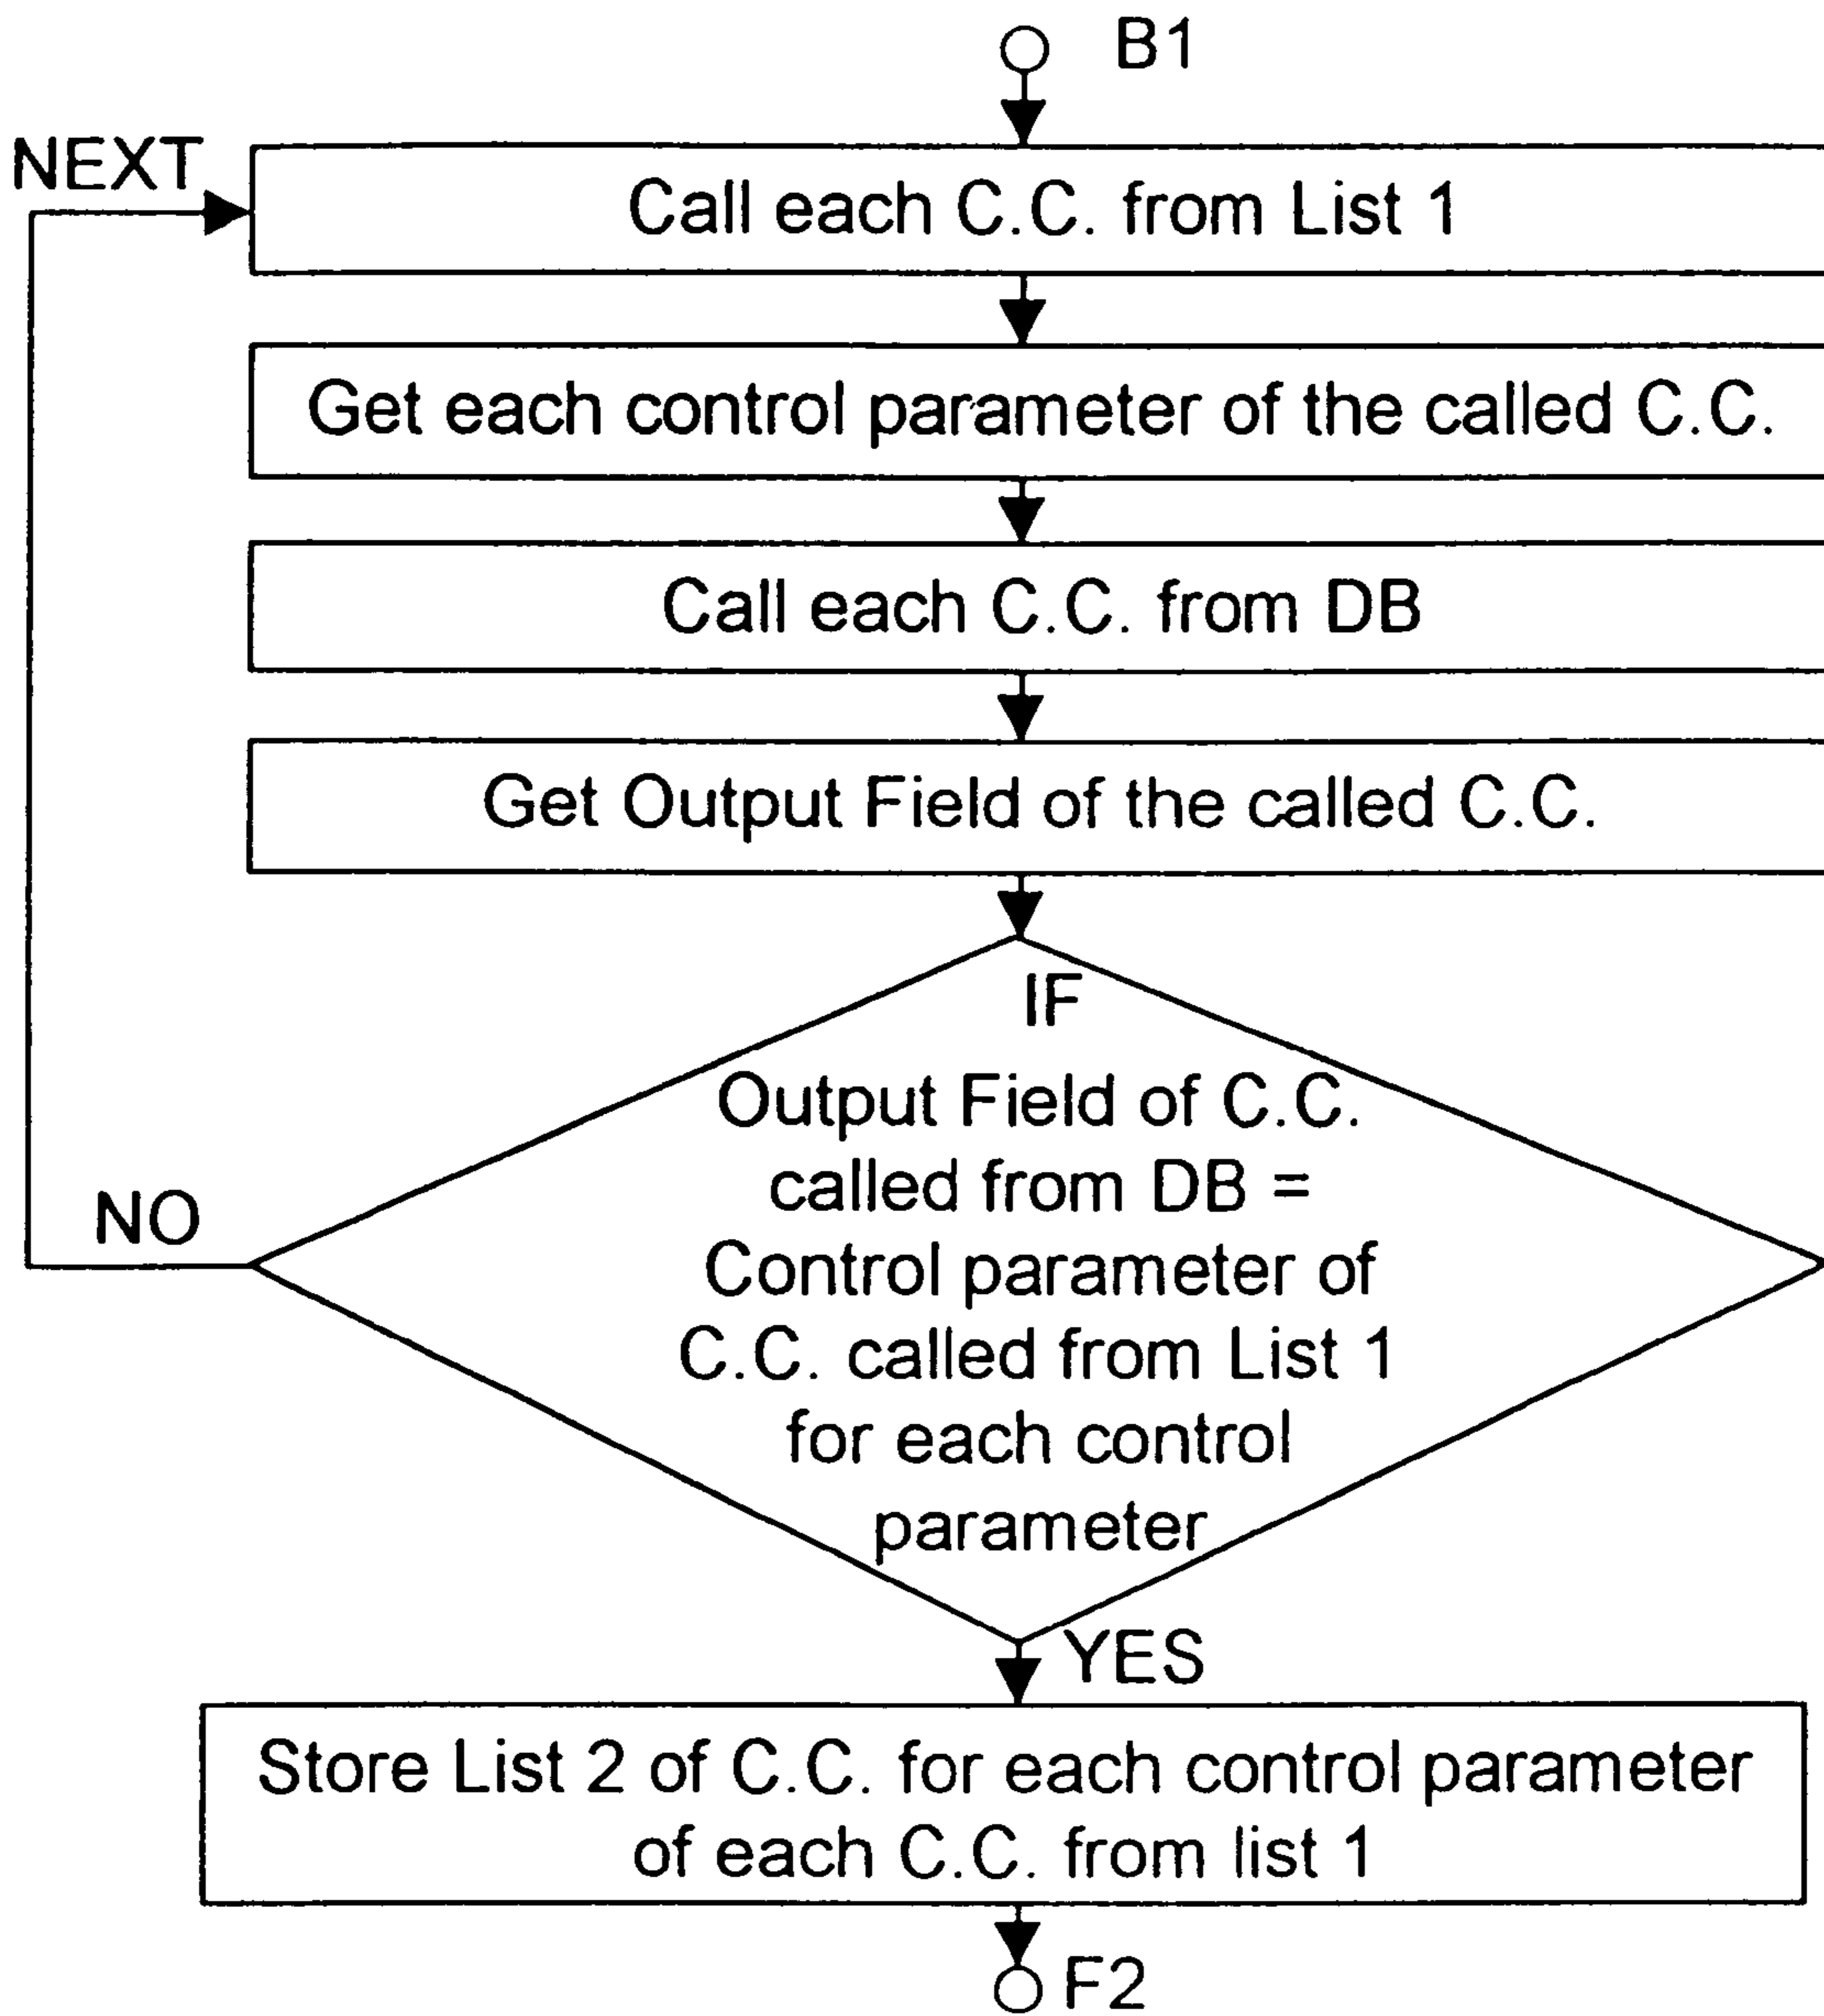 B1
NEXT
Call each C.C. from List 1
Get each control parameter of the called C.C.
Call each C.C. from DB
Get Output Field of the called C.C.
IF
Output Field of C.C.
called from DB =
Control parameter of
C.C. called from List 1
for each control
parameter
NO
YES
Store List 2 of C.C. for each control parameter
of each C.C. from list 1
F2